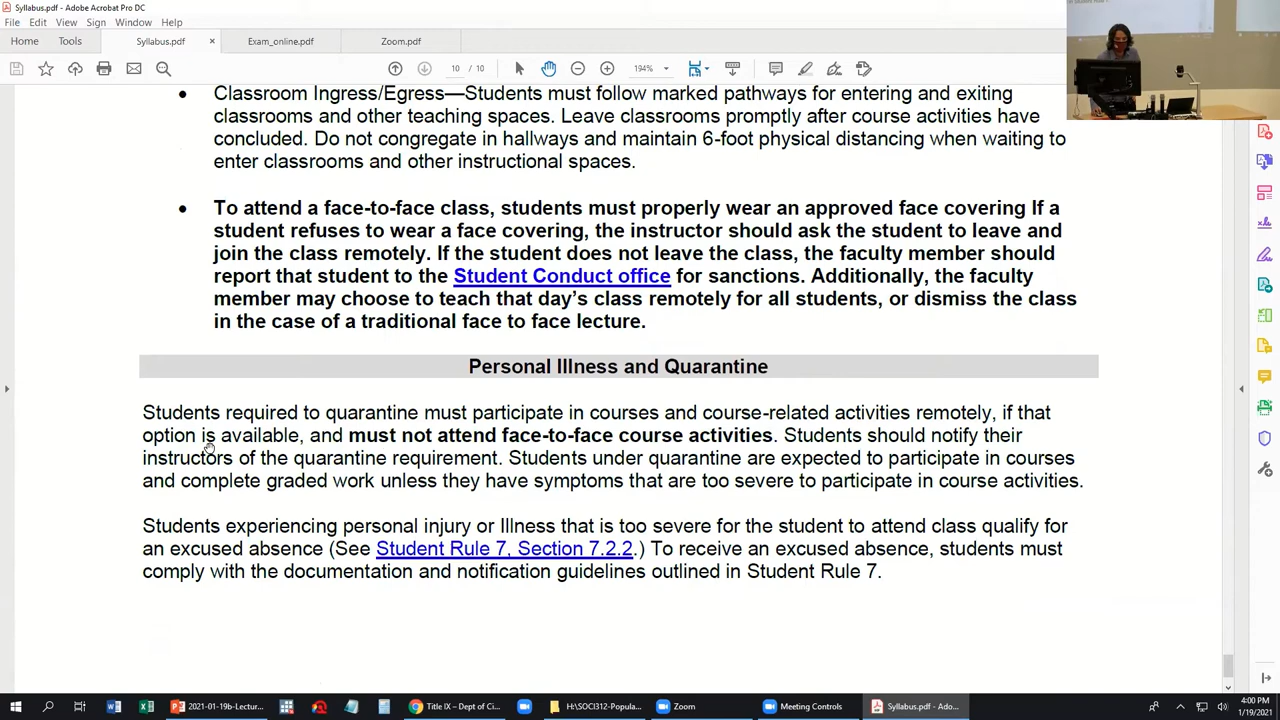 Syllabus.pdf - Adobe Acrobat Pro DC
File Edit View Sign Window Help
Home Tools Syllabus.pdf × Exam_online.pdf Zoom.pdf
10 / 10 194%
• Classroom Ingress/Egress—Students must follow marked pathways for entering and exiting
classrooms and other teaching spaces. Leave classrooms promptly after course activities have
concluded. Do not congregate in hallways and maintain 6-foot physical distancing when waiting to
enter classrooms and other instructional spaces.
• To attend a face-to-face class, students must properly wear an approved face covering If a
student refuses to wear a face covering, the instructor should ask the student to leave and
join the class remotely. If the student does not leave the class, the faculty member should
report that student to the Student Conduct office for sanctions. Additionally, the faculty
member may choose to teach that day's class remotely for all students, or dismiss the class
in the case of a traditional face to face lecture.
Personal Illness and Quarantine
Students required to quarantine must participate in courses and course-related activities remotely, if that
option is available, and must not attend face-to-face course activities. Students should notify their
instructors of the quarantine requirement. Students under quarantine are expected to participate in courses
and complete graded work unless they have symptoms that are too severe to participate in course activities.
Students experiencing personal injury or Illness that is too severe for the student to attend class qualify for
an excused absence (See Student Rule 7, Section 7.2.2.) To receive an excused absence, students must
comply with the documentation and notification guidelines outlined in Student Rule 7.
2021-01-19b-Lectur... Title IX – Dept of Ci... H:\SOCI312-Popula... Zoom Meeting Controls Syllabus.pdf - Ado... 4:00 PM
1/19/2021